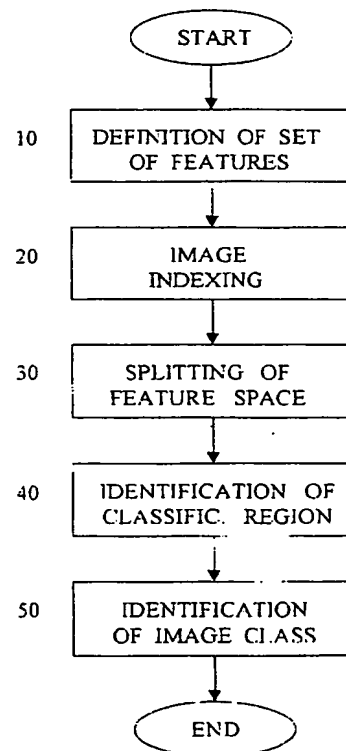 START
10
DEFINITION OF SET
OF FEATURES
20
IMAGE
INDEXING
30
SPLITTING OF
FEATURE SPACE
40
IDENTIFICATION OF
CLASSIFIC. REGION
50
IDENTIFICATION
OF IMAGE CLASS
END